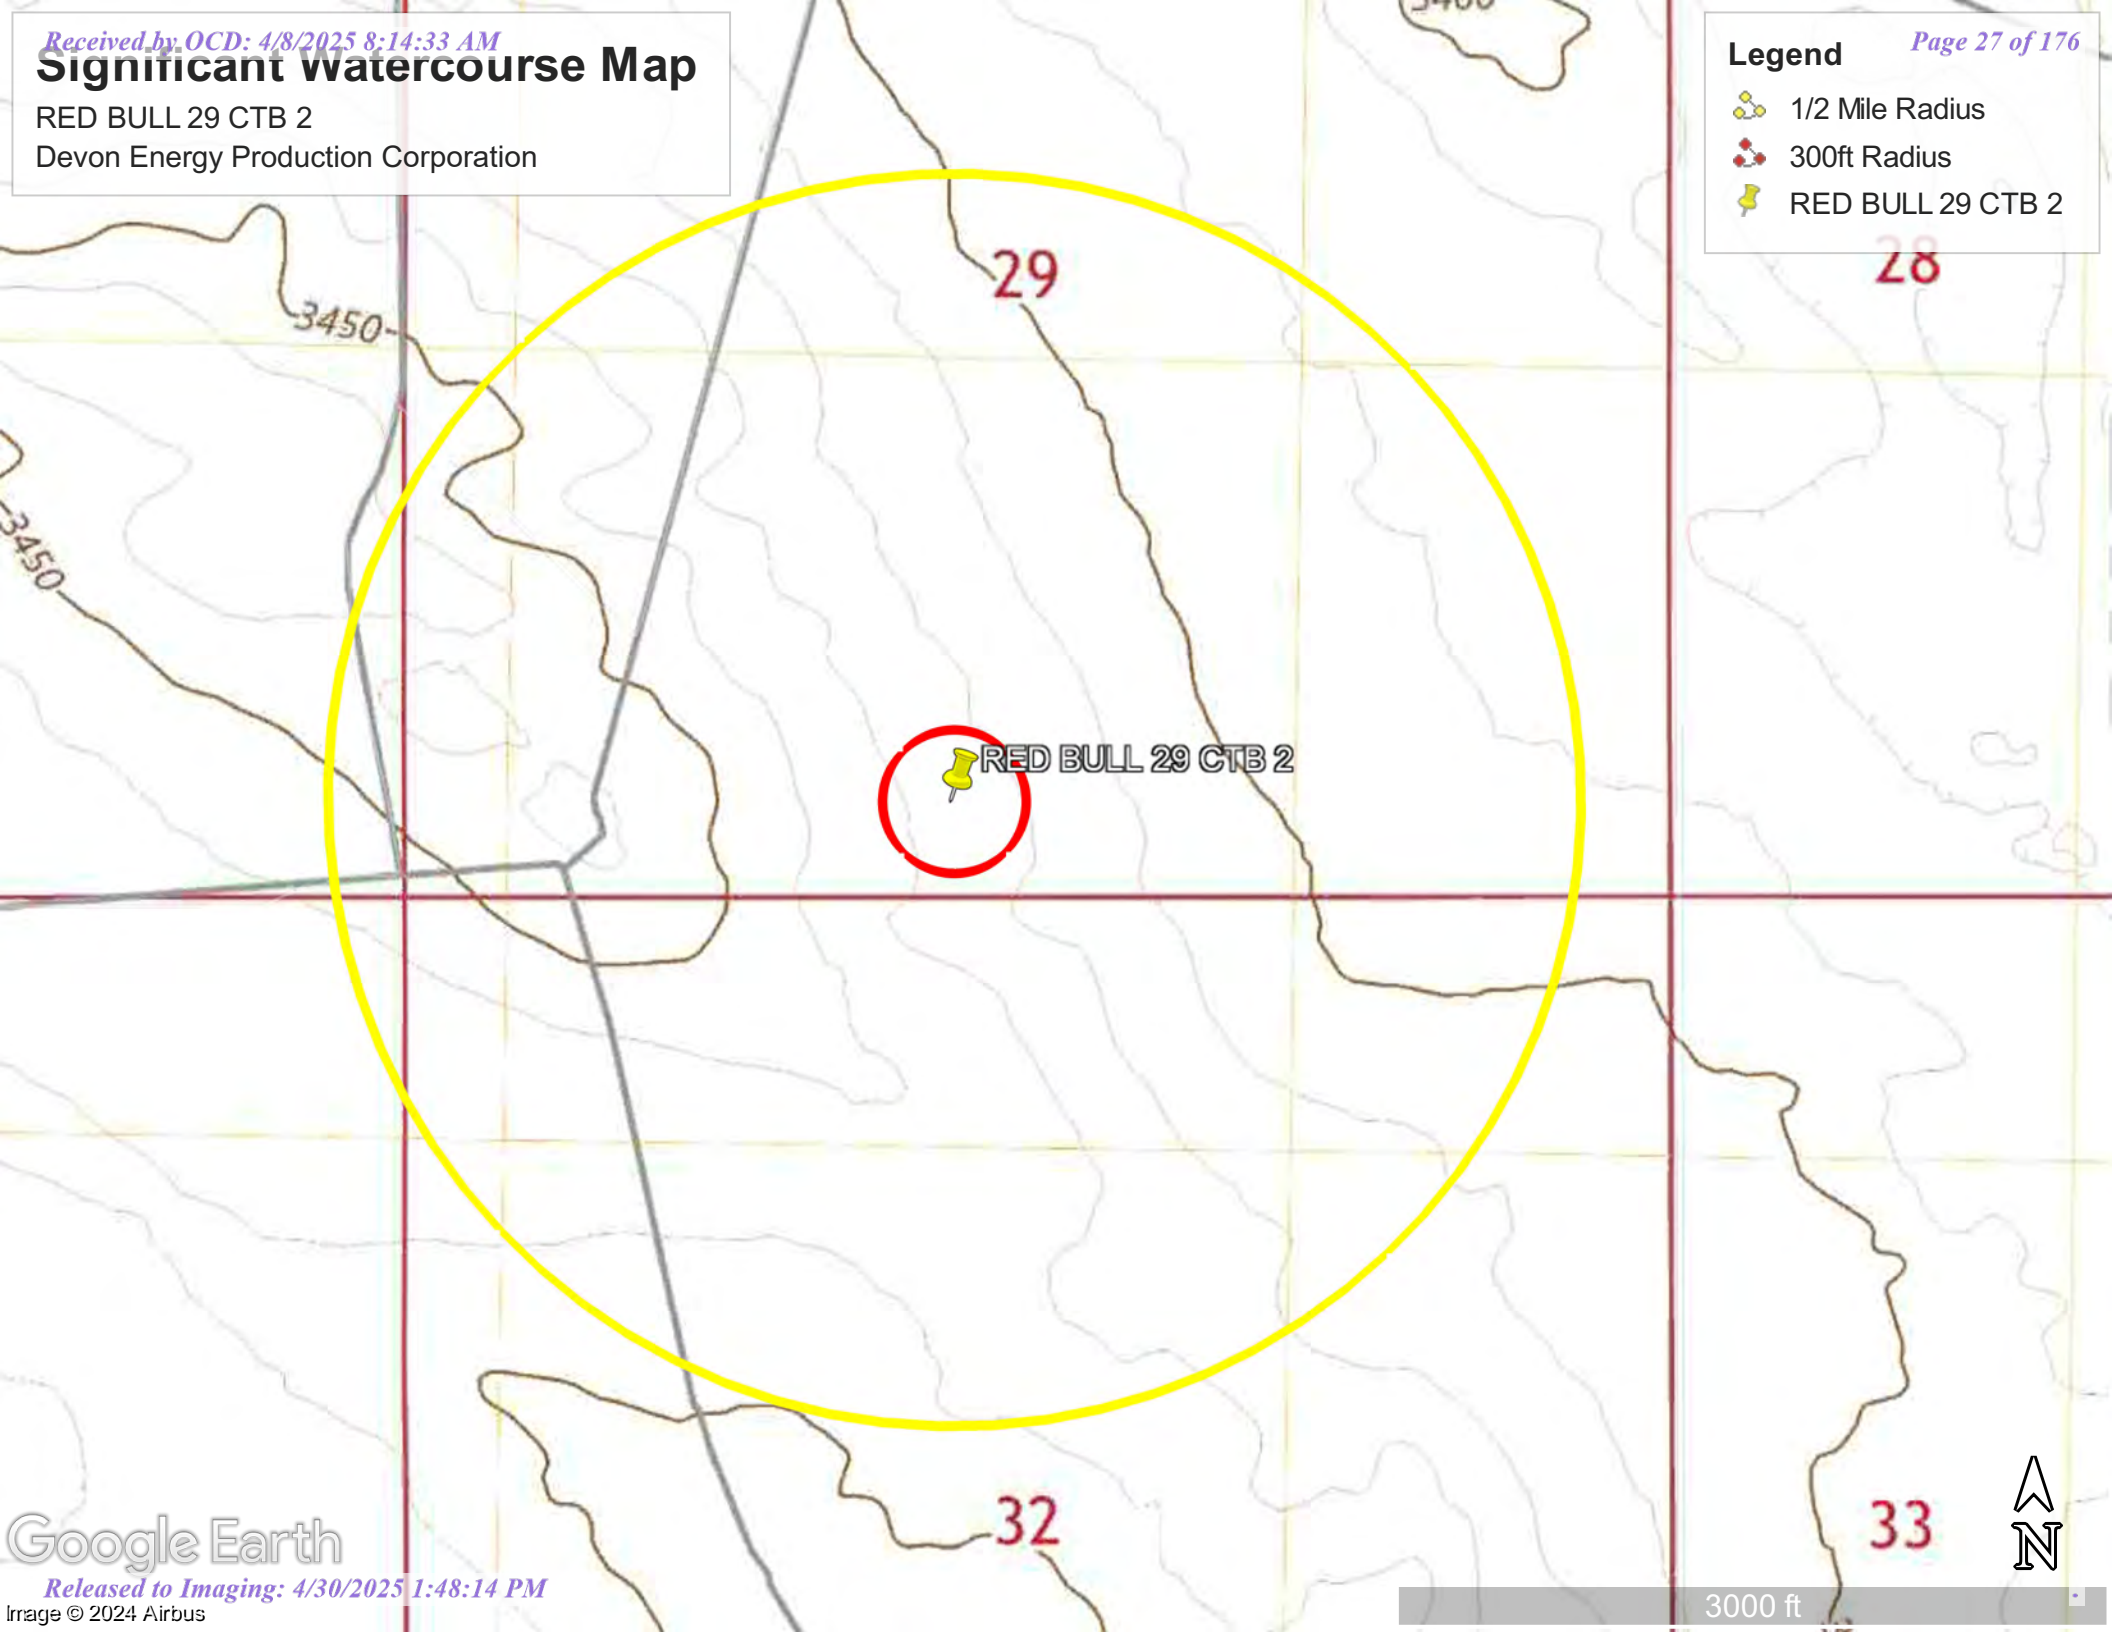 Received by OCD: 4/8/2025 8:14:33 AM
Page 27 of 176
Significant Watercourse Map
RED BULL 29 CTB 2
Devon Energy Production Corporation
Legend
1/2 Mile Radius
300ft Radius
RED BULL 29 CTB 2
29
28
3450
3450
RED BULL 29 CTB 2
32
33
N
Google Earth
Released to Imaging: 4/30/2025 1:48:14 PM
Image © 2024 Airbus
3000 ft